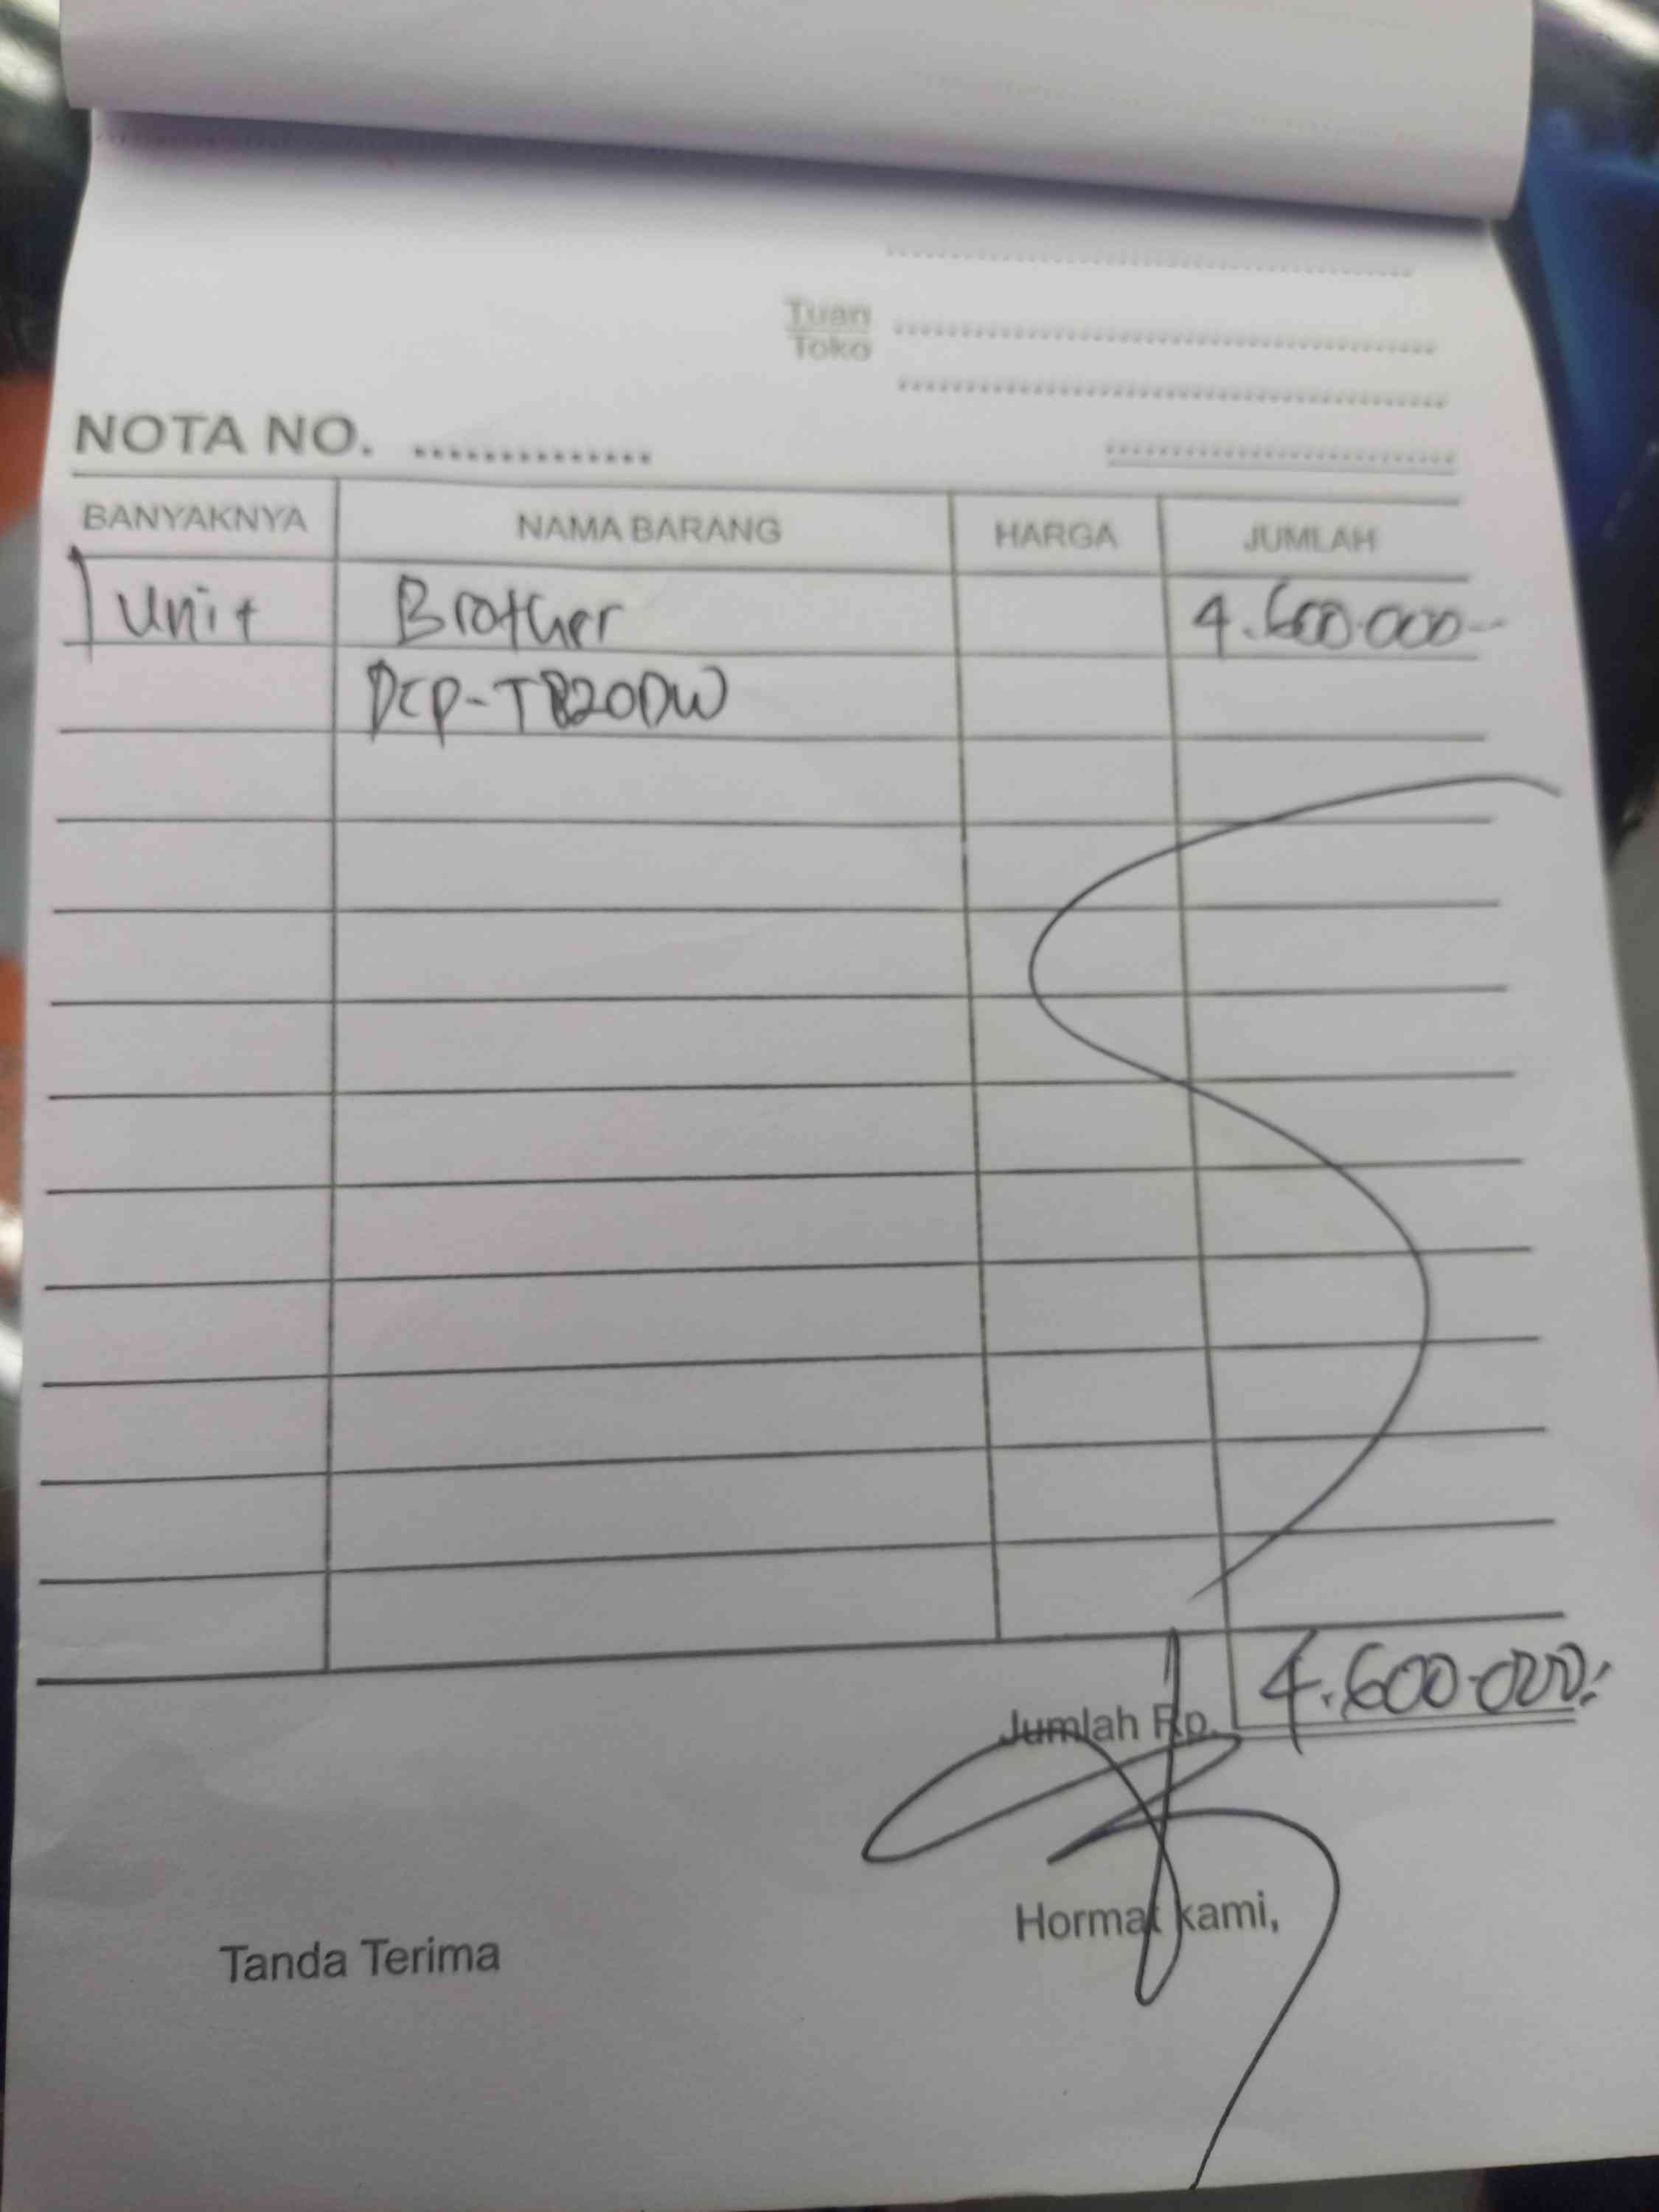 Tuan
Toko
NOTA NO. ..............
BANYAKNYA NAMA BARANG HARGA JUMLAH
1 Unit Brother 4.600.000--
DCP-T820DW
Jumlah Rp. 4.600.000:-
Tanda Terima Hormat kami,